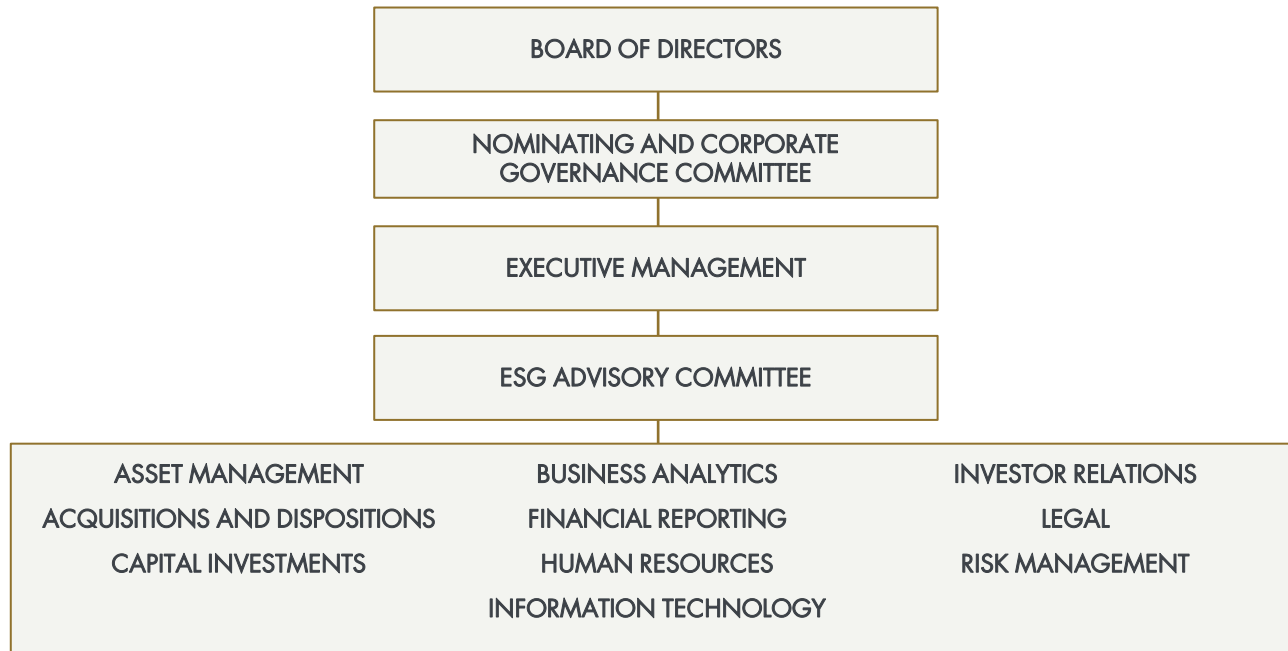 BOARD OF DIRECTORS
NOMINATING AND CORPORATE
GOVERNANCE COMMITTEE
EXECUTIVE MANAGEMENT
ESG ADVISORY COMMITTEE
ASSET MANAGEMENT
ACQUISITIONS AND DISPOSITIONS
CAPITAL INVESTMENTS
BUSINESS ANALYTICS
FINANCIAL REPORTING
HUMAN RESOURCES
INFORMATION TECHNOLOGY
INVESTOR RELATIONS
LEGAL
RISK MANAGEMENT